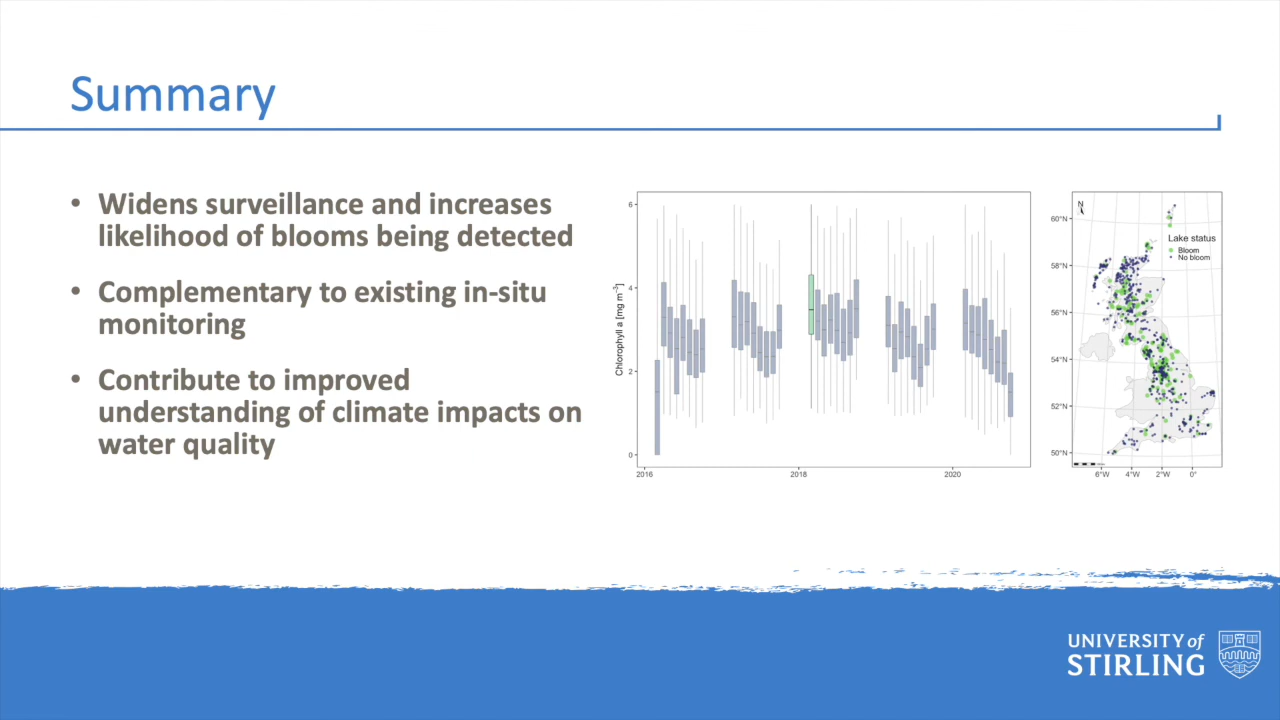 Summary
• Widens surveillance and increases
likelihood of blooms being detected
• Complementary to existing in-situ
monitoring
• Contribute to improved
understanding of climate impacts on
water quality
Chlorophyll a [mg m⁻³]
6
4
2
0
2016
2018
2020
N
Lake status
Bloom
No bloom
60°N
58°N
56°N
54°N
52°N
50°N
6°W
4°W
2°W
0°
UNIVERSITY of
STIRLING